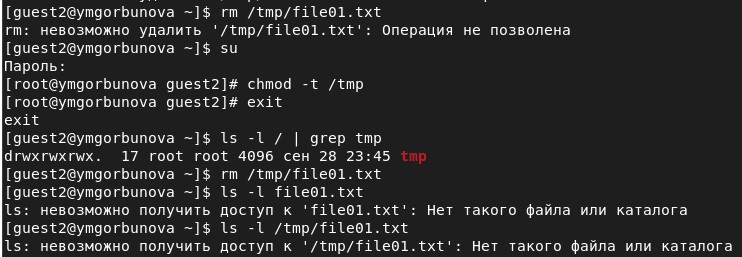 [guest2@ymgorbunova ~]$ rm /tmp/file01.txt
rm: невозможно удалить '/tmp/file01.txt': Операция не позволена
[guest2@ymgorbunova ~]$ su
Пароль:
[root@ymgorbunova guest2]# chmod -t /tmp
[root@ymgorbunova guest2]# exit
exit
[guest2@ymgorbunova ~]$ ls -l / | grep tmp
drwxrwxrwx.  17 root root 4096 сен 28 23:45 tmp
[guest2@ymgorbunova ~]$ rm /tmp/file01.txt
[guest2@ymgorbunova ~]$ ls -l file01.txt
ls: невозможно получить доступ к 'file01.txt': Нет такого файла или каталога
[guest2@ymgorbunova ~]$ ls -l /tmp/file01.txt
ls: невозможно получить доступ к '/tmp/file01.txt': Нет такого файла или каталога